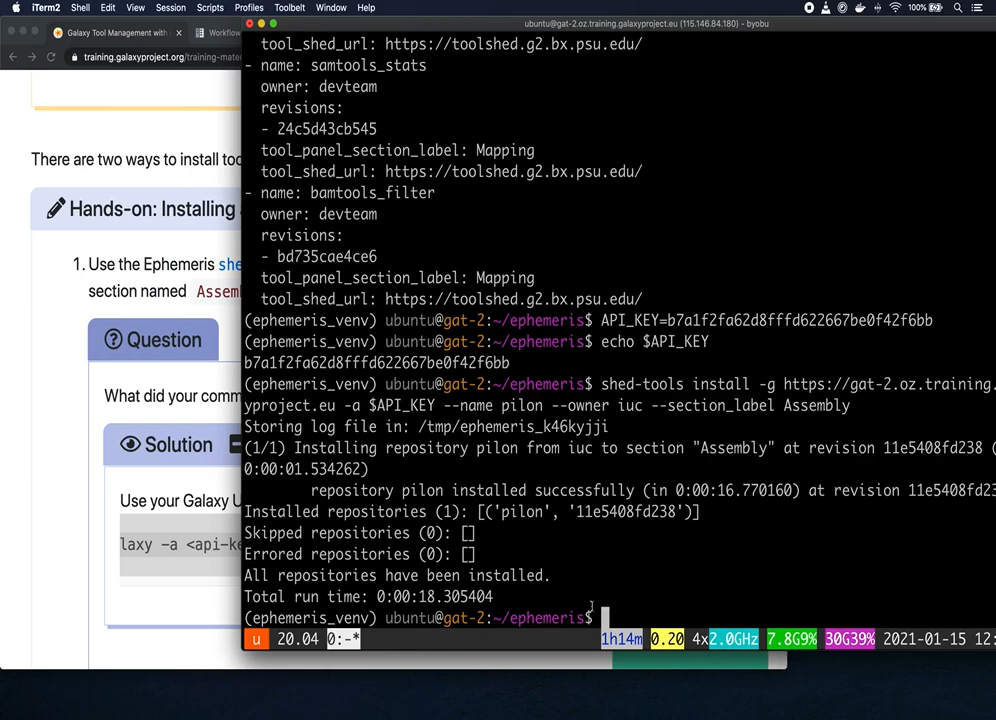 iTerm2 Shell Edit View Session Scripts Profiles Toolbelt Window Help 100%
Galaxy Tool Management with
Workflow
training.galaxyproject.org/training-mate
There are two ways to install too
Hands-on: Installing
1. Use the Ephemeris she
section named Assemb
Question
What did your comm
Solution
Use your Galaxy U
laxy -a <api-ke
ubuntu@gat-2.oz.training.galaxyproject.eu (115.146.84.180) - byobu
tool_shed_url: https://toolshed.g2.bx.psu.edu/
- name: samtools_stats
owner: devteam
revisions:
- 24c5d43cb545
tool_panel_section_label: Mapping
tool_shed_url: https://toolshed.g2.bx.psu.edu/
- name: bamtools_filter
owner: devteam
revisions:
- bd735cae4ce6
tool_panel_section_label: Mapping
tool_shed_url: https://toolshed.g2.bx.psu.edu/
(ephemeris_venv) ubuntu@gat-2:~/ephemeris$ API_KEY=b7a1f2fa62d8fffd622667be0f42f6bb
(ephemeris_venv) ubuntu@gat-2:~/ephemeris$ echo $API_KEY
b7a1f2fa62d8fffd622667be0f42f6bb
(ephemeris_venv) ubuntu@gat-2:~/ephemeris$ shed-tools install -g https://gat-2.oz.training.
yproject.eu -a $API_KEY --name pilon --owner iuc --section_label Assembly
Storing log file in: /tmp/ephemeris_k46kyjji
(1/1) Installing repository pilon from iuc to section "Assembly" at revision 11e5408fd238 (
0:00:01.534262)
repository pilon installed successfully (in 0:00:16.770160) at revision 11e5408fd23
Installed repositories (1): [('pilon', '11e5408fd238')]
Skipped repositories (0): []
Errored repositories (0): []
All repositories have been installed.
Total run time: 0:00:18.305404
(ephemeris_venv) ubuntu@gat-2:~/ephemeris$
u 20.04 0:-* 1h14m 0.20 4x2.0GHz 7.8G9% 30G39% 2021-01-15 12: